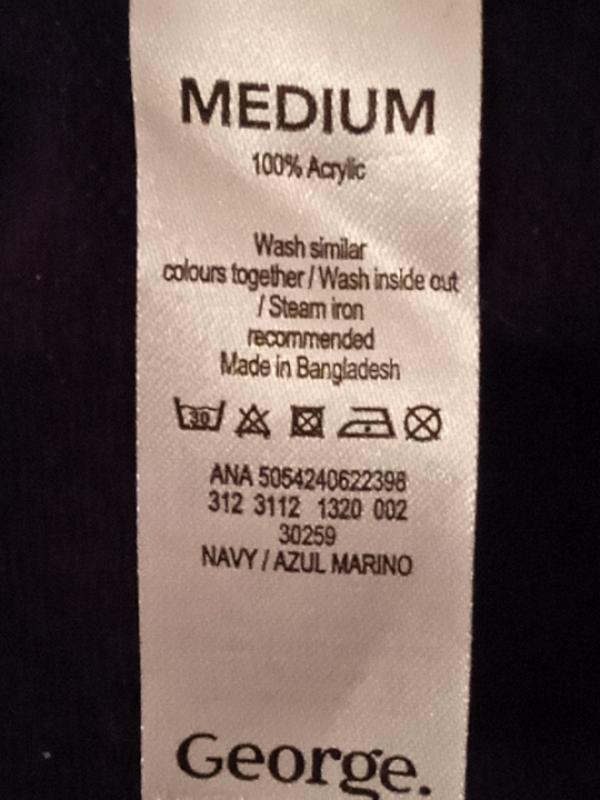 MEDIUM
100% Acrylic
Wash similar
colours together / Wash inside out
/ Steam iron
recommended
Made in Bangladesh
30
ANA 5054240622398
312 3112 1320 002
30259
NAVY / AZUL MARINO
George.